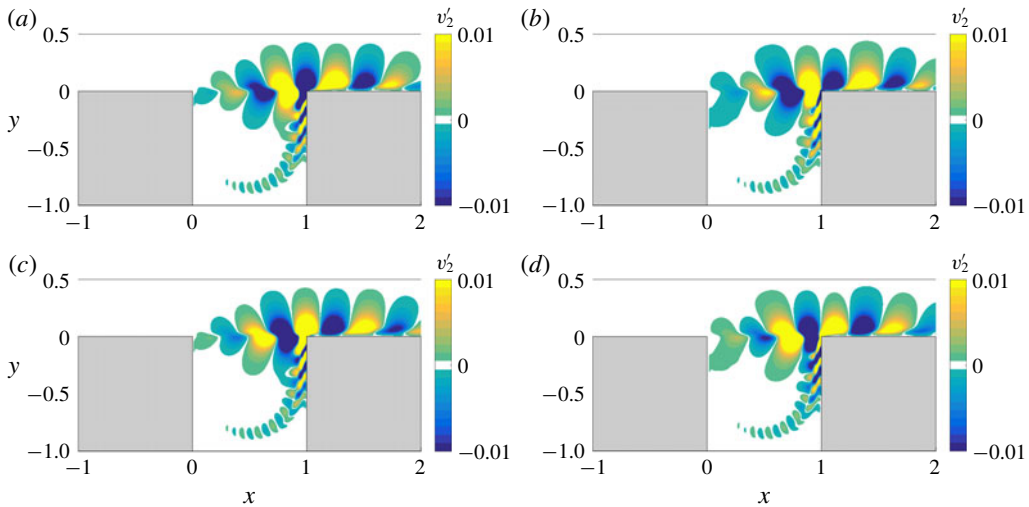 (a) (b)
v′2 v′2
0.5 0.01 0.5 0.01
0 0 0 0
y
−0.5 −0.5
−1.0 −0.01 −1.0 −0.01
−1 0 1 2 −1 0 1 2
(c) (d)
v′2 v′2
0.5 0.01 0.5 0.01
0 0 0 0
y
−0.5 −0.5
−1.0 −0.01 −1.0 −0.01
−1 0 1 2 −1 0 1 2
x x